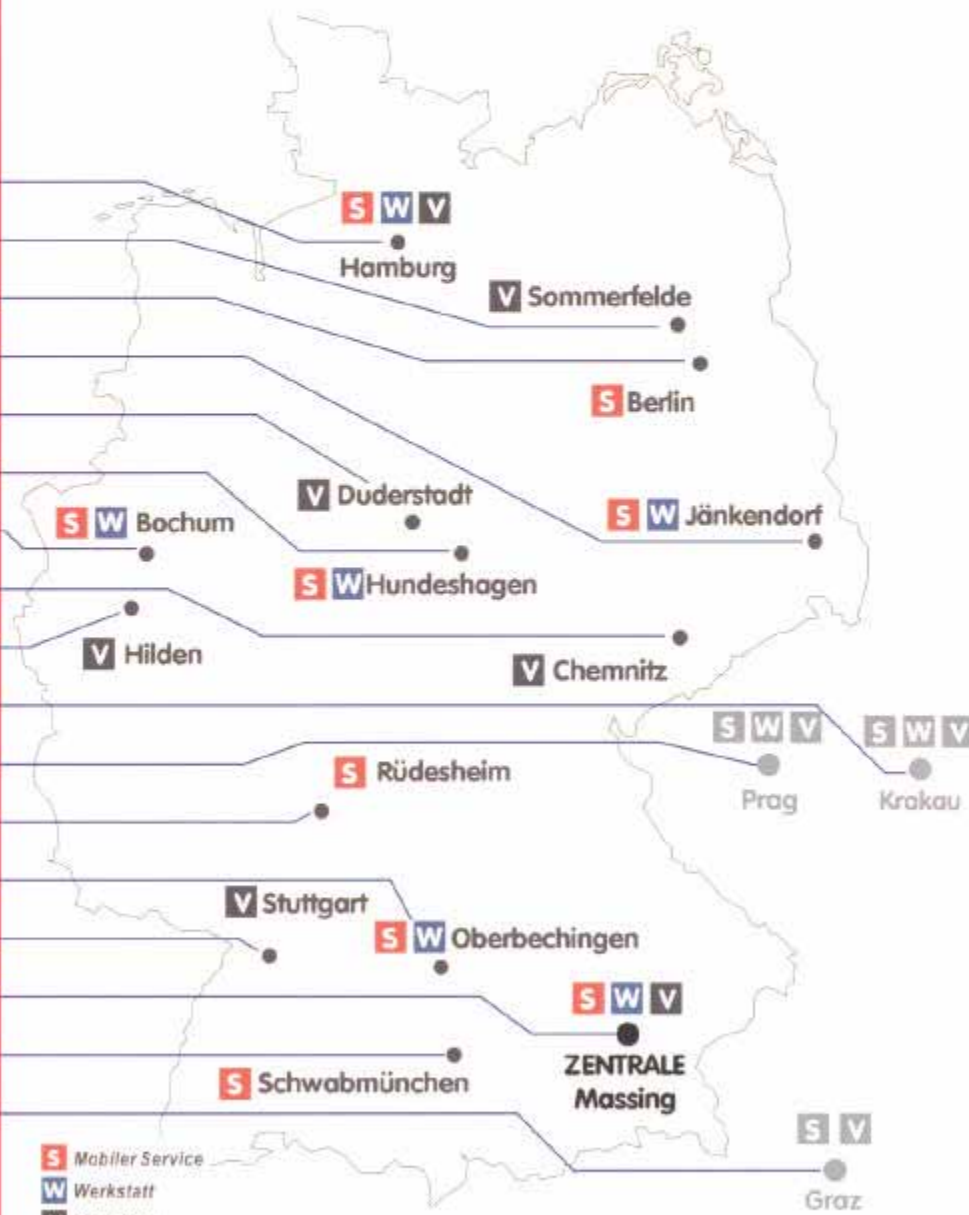 S W V
Hamburg
V Sommerfelde
S Berlin
V Duderstadt
S W Jänkendorf
S W Bochum
S W Hundeshagen
V Hilden
V Chemnitz
S W V
Prag
S W V
Krakau
S Rüdesheim
V Stuttgart
S W Oberbechingen
S W V
ZENTRALE
Massing
S Schwabmünchen
S V
Graz
S Mobiler Service
W Werkstatt